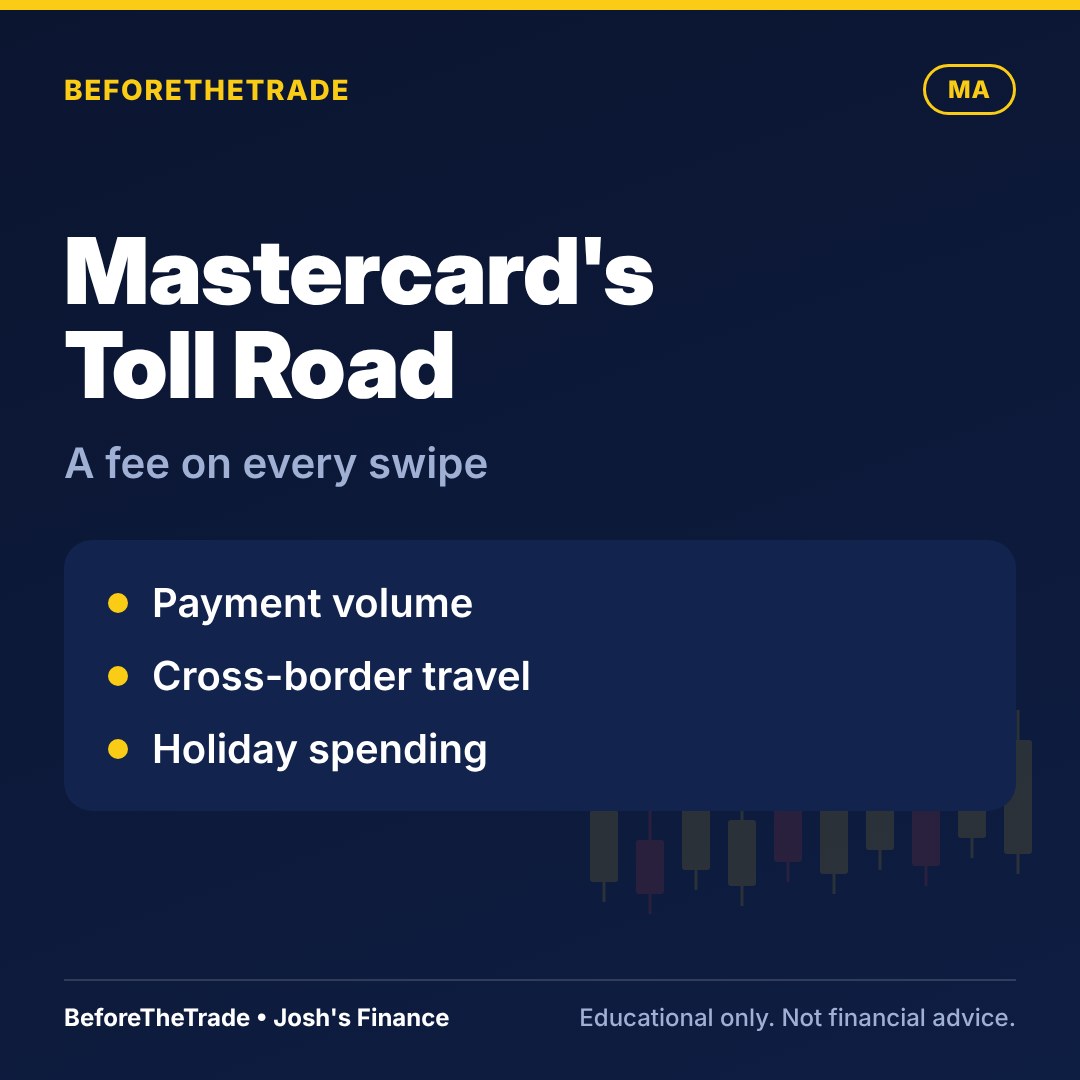 BEFORETHETRADE
MA
Mastercard's
Toll Road
A fee on every swipe
Payment volume
Cross-border travel
Holiday spending
BeforeTheTrade • Josh's Finance
Educational only. Not financial advice.